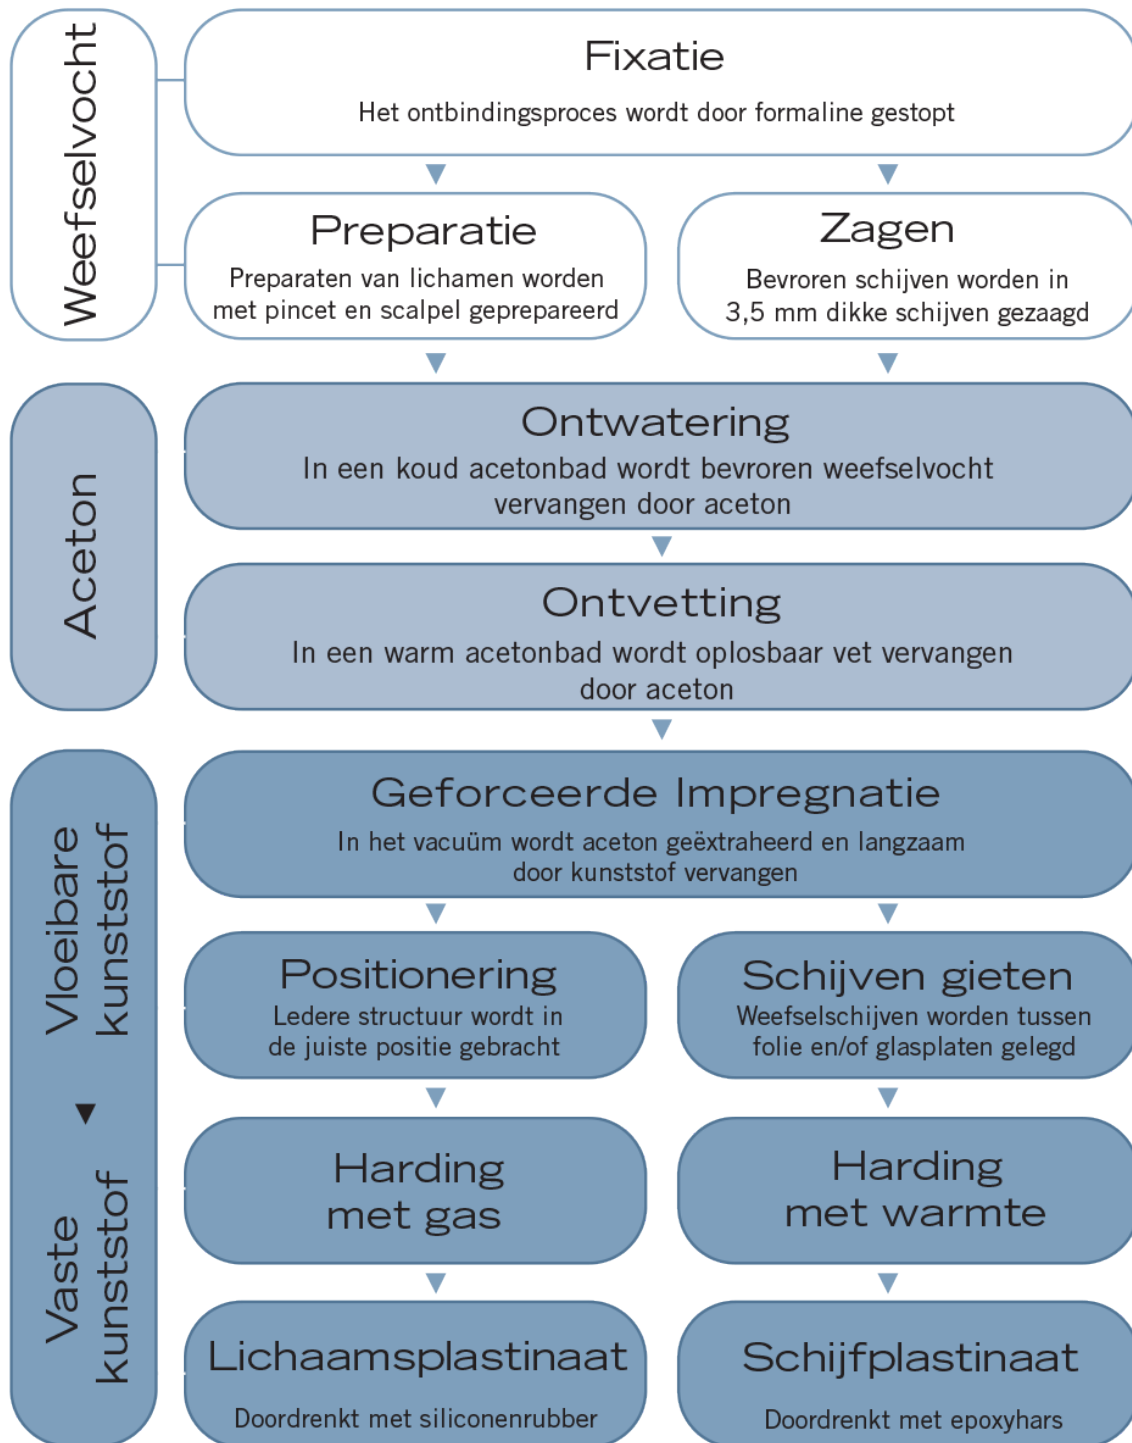 Weefselvocht
Fixatie
Het ontbindingsproces wordt door formaline gestopt
Preparatie
Preparaten van lichamen worden
met pincet en scalpel geprepareerd
Zagen
Bevroren schijven worden in
3,5 mm dikke schijven gezaagd
Aceton
Ontwatering
In een koud acetonbad wordt bevroren weefselvocht
vervangen door aceton
Ontvetting
In een warm acetonbad wordt oplosbaar vet vervangen
door aceton
Vloeibare
kunststof
Geforceerde Impregnatie
In het vacuüm wordt aceton geëxtraheerd en langzaam
door kunststof vervangen
Positionering
Ledere structuur wordt in
de juiste positie gebracht
Schijven gieten
Weefselschijven worden tussen
folie en/of glasplaten gelegd
Vaste
kunststof
Harding
met gas
Harding
met warmte
Lichaamsplastinaat
Doordrenkt met siliconenrubber
Schijfplastinaat
Doordrenkt met epoxyhars